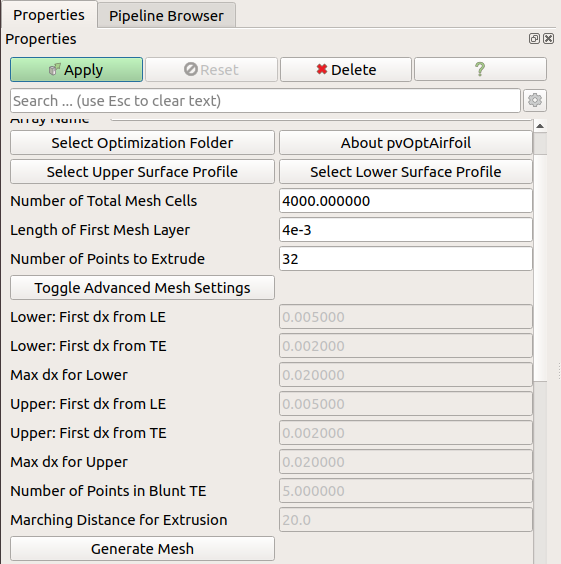 Properties Pipeline Browser
Properties
Apply Reset Delete ?
Search ... (use Esc to clear text)
Array Name
Select Optimization Folder About pvOptAirfoil
Select Upper Surface Profile Select Lower Surface Profile
Number of Total Mesh Cells 4000.000000
Length of First Mesh Layer 4e-3
Number of Points to Extrude 32
Toggle Advanced Mesh Settings
Lower: First dx from LE 0.005000
Lower: First dx from TE 0.002000
Max dx for Lower 0.020000
Upper: First dx from LE 0.005000
Upper: First dx from TE 0.002000
Max dx for Upper 0.020000
Number of Points in Blunt TE 5.000000
Marching Distance for Extrusion 20.0
Generate Mesh